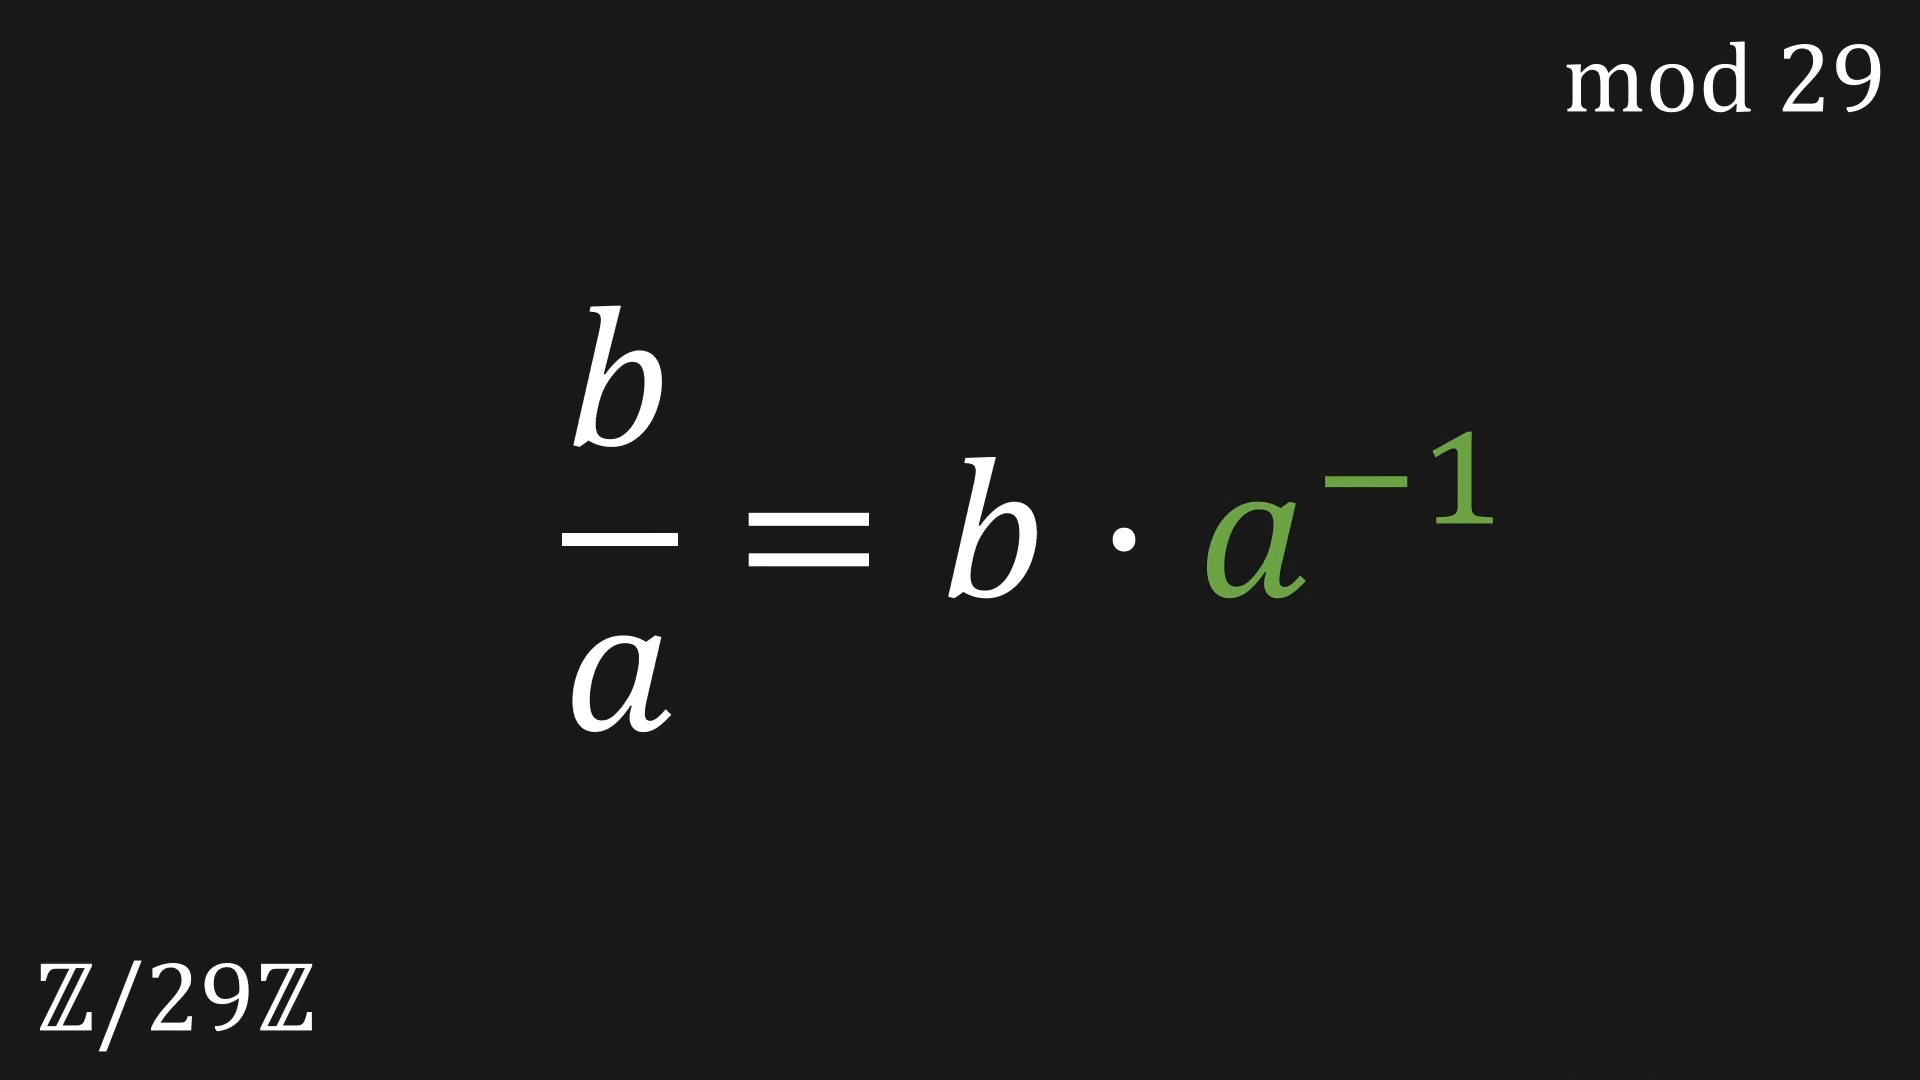 mod 29
b/a = b · a⁻¹
ℤ/29ℤ